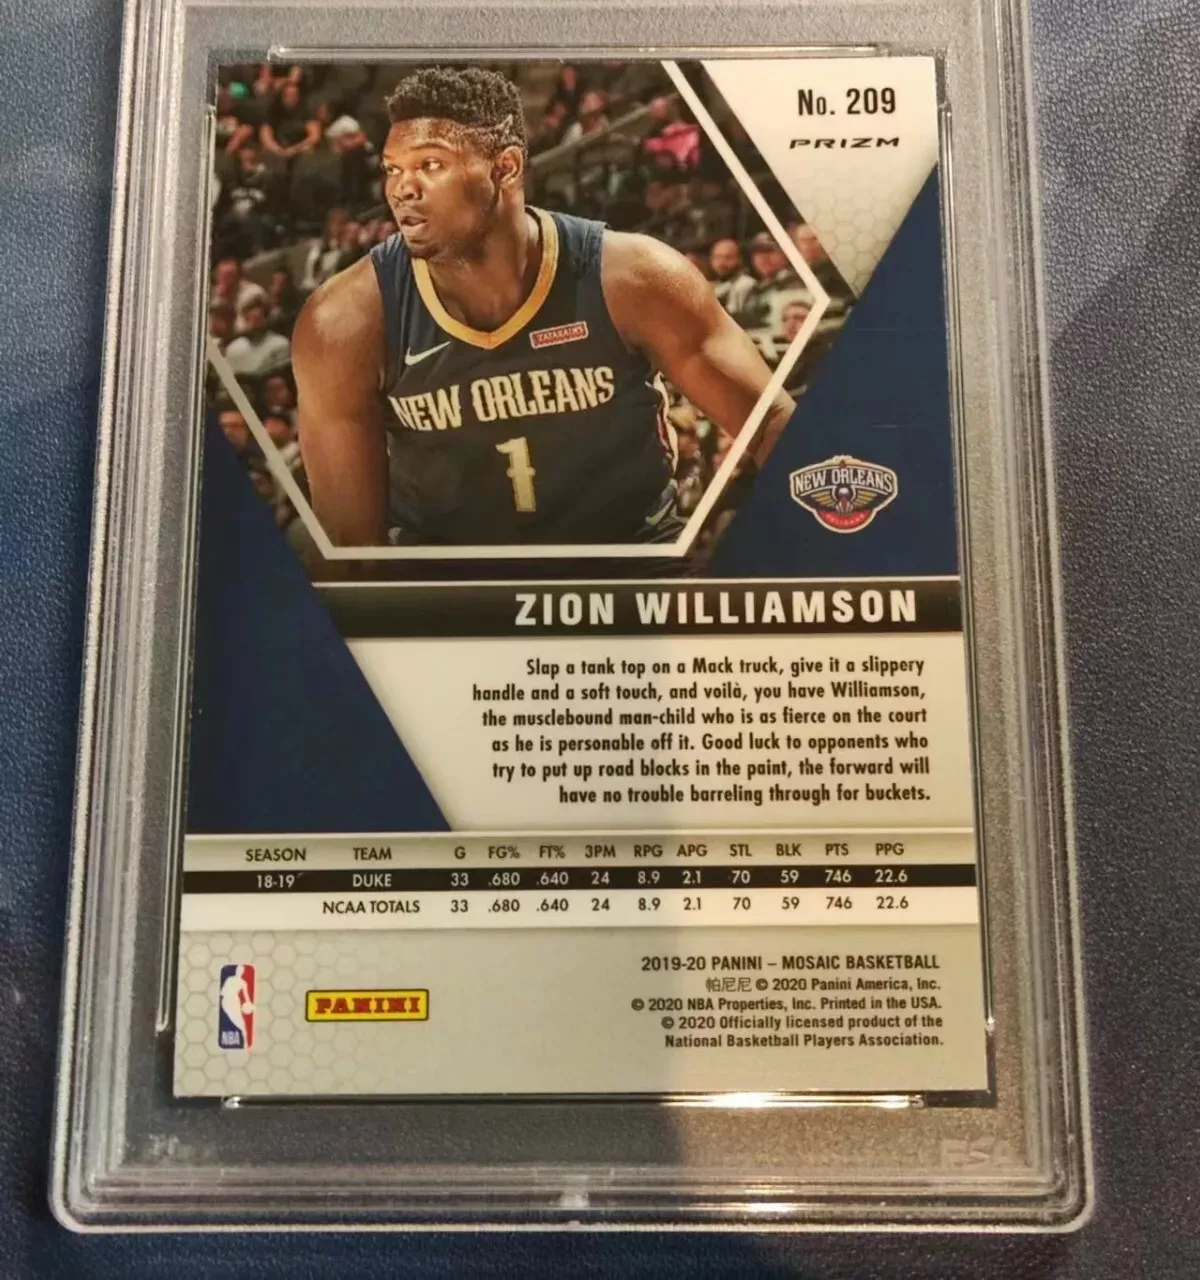 No. 209
PRIZM
ZATARAIN'S
NEW ORLEANS
1
NEW ORLEANS
PELICANS
ZION WILLIAMSON
Slap a tank top on a Mack truck, give it a slippery
handle and a soft touch, and voilà, you have Williamson,
the musclebound man-child who is as fierce on the court
as he is personable off it. Good luck to opponents who
try to put up road blocks in the paint, the forward will
have no trouble barreling through for buckets.
SEASON TEAM G FG% FT% 3PM RPG APG STL BLK PTS PPG
18-19 DUKE 33 .680 .640 24 8.9 2.1 70 59 746 22.6
NCAA TOTALS 33 .680 .640 24 8.9 2.1 70 59 746 22.6
2019-20 PANINI – MOSAIC BASKETBALL
帕尼尼 © 2020 Panini America, Inc.
© 2020 NBA Properties, Inc. Printed in the USA.
© 2020 Officially licensed product of the
National Basketball Players Association.
NBA
PANINI